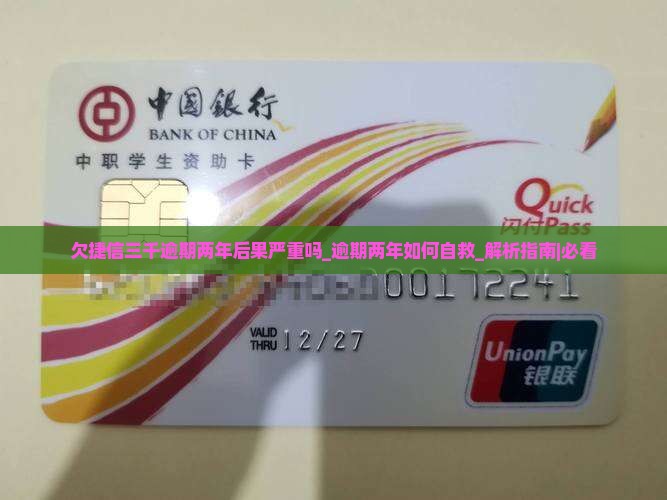 中国銀行
BANK OF CHINA
中职学生资助卡
Quick
闪付Pass
欠捷信三千逾期两年后果严重吗_逾期两年如何自救_解析指南|必看
00172241
VALID
THRU 12/27
UnionPay
银联